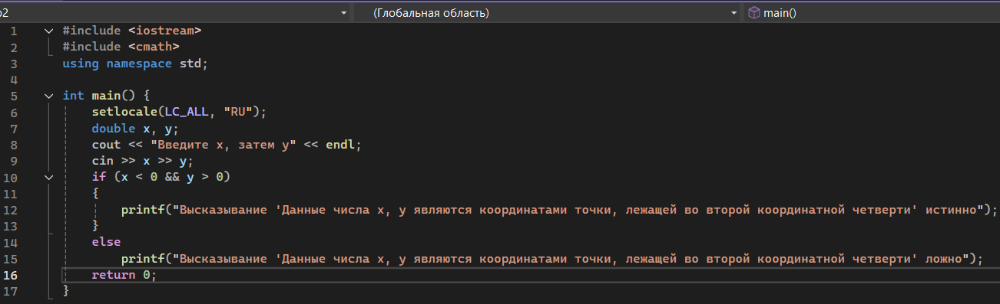 р2 (Глобальная область) main()
1 #include <iostream>
2 #include <cmath>
3 using namespace std;
4
5 int main() {
6 setlocale(LC_ALL, "RU");
7 double x, y;
8 cout << "Введите x, затем y" << endl;
9 cin >> x >> y;
10 if (x < 0 && y > 0)
11 {
12 printf("Высказывание 'Данные числа x, y являются координатами точки, лежащей во второй координатной четверти' истинно");
13 }
14 else
15 printf("Высказывание 'Данные числа x, y являются координатами точки, лежащей во второй координатной четверти' ложно");
16 return 0;
17 }